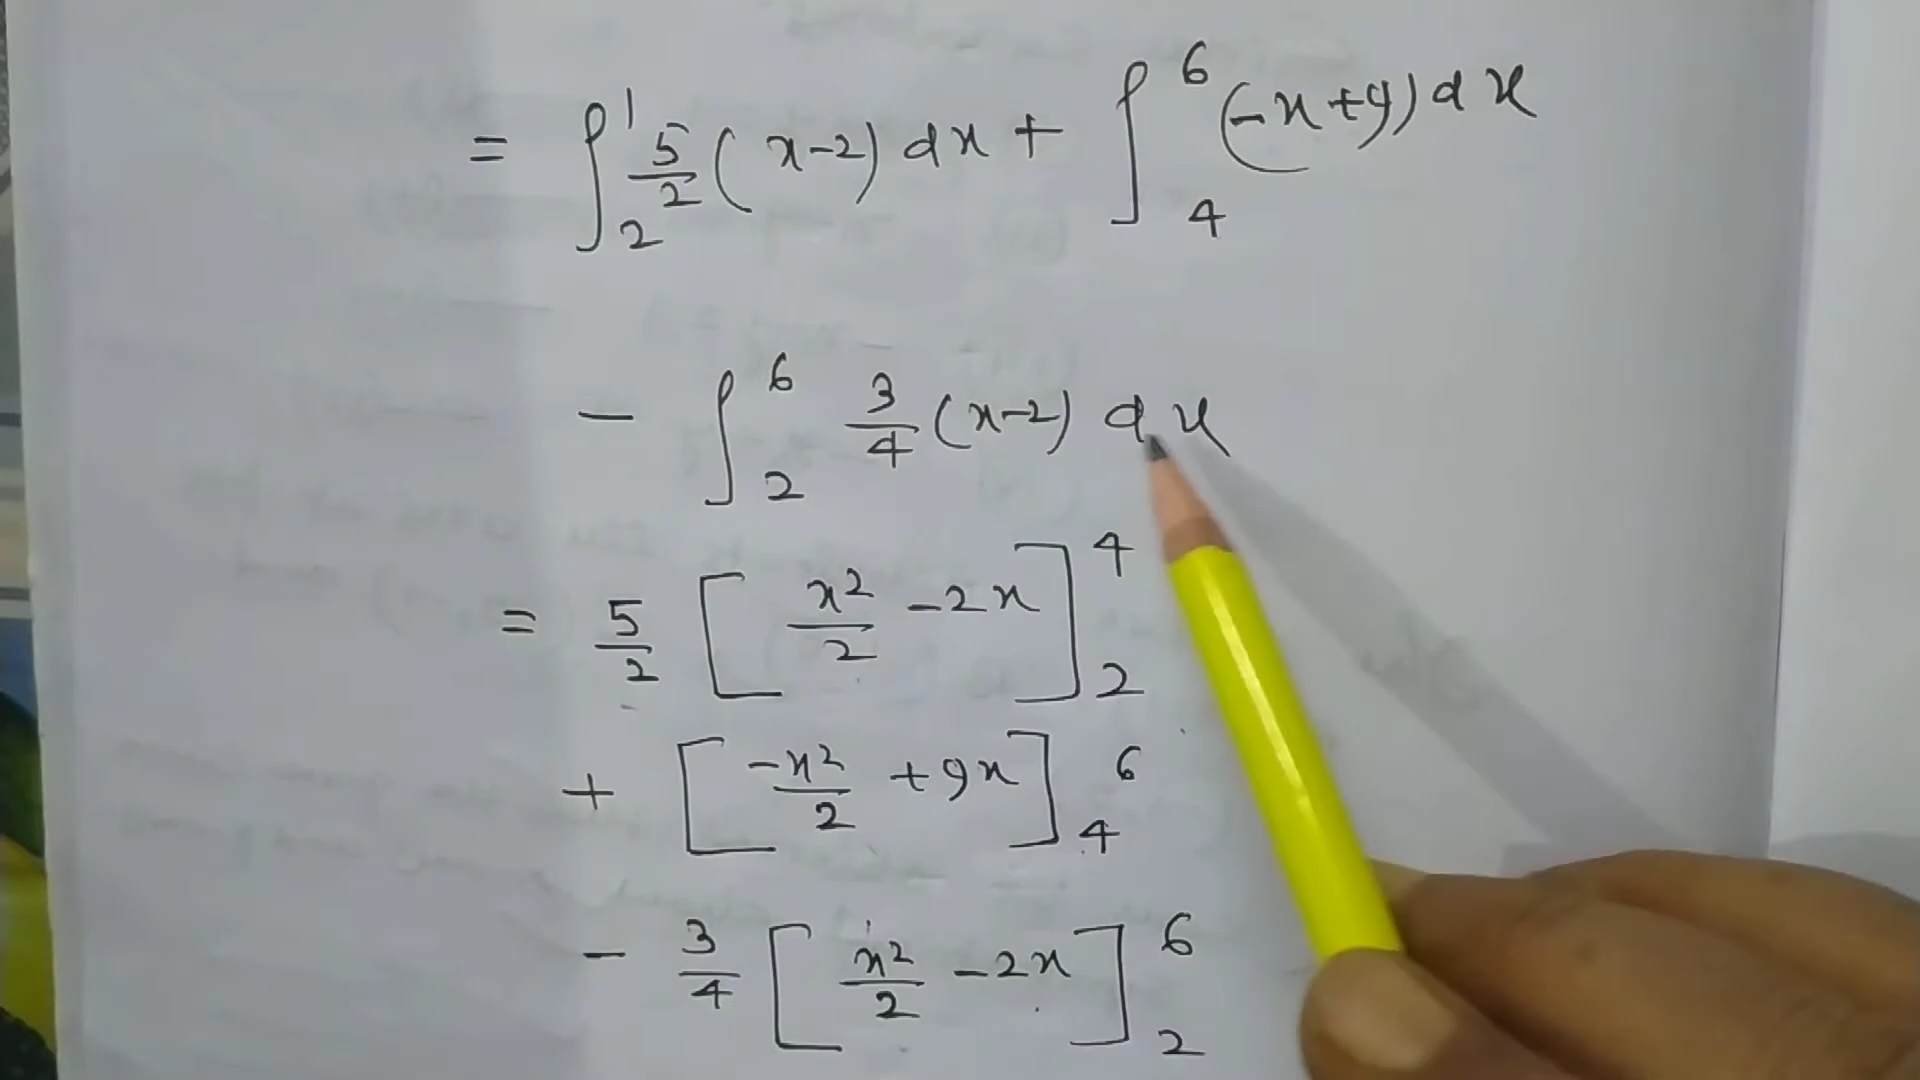 = ∫₂¹ 5/2 (x-2) dx + ∫₄⁶ (-x+9) dx
- ∫₂⁶ 3/4 (x-2) dx
= 5/2 [x²/2 - 2x]₂⁴
+ [-x²/2 + 9x]₄⁶
- 3/4 [x²/2 - 2x]₂⁶